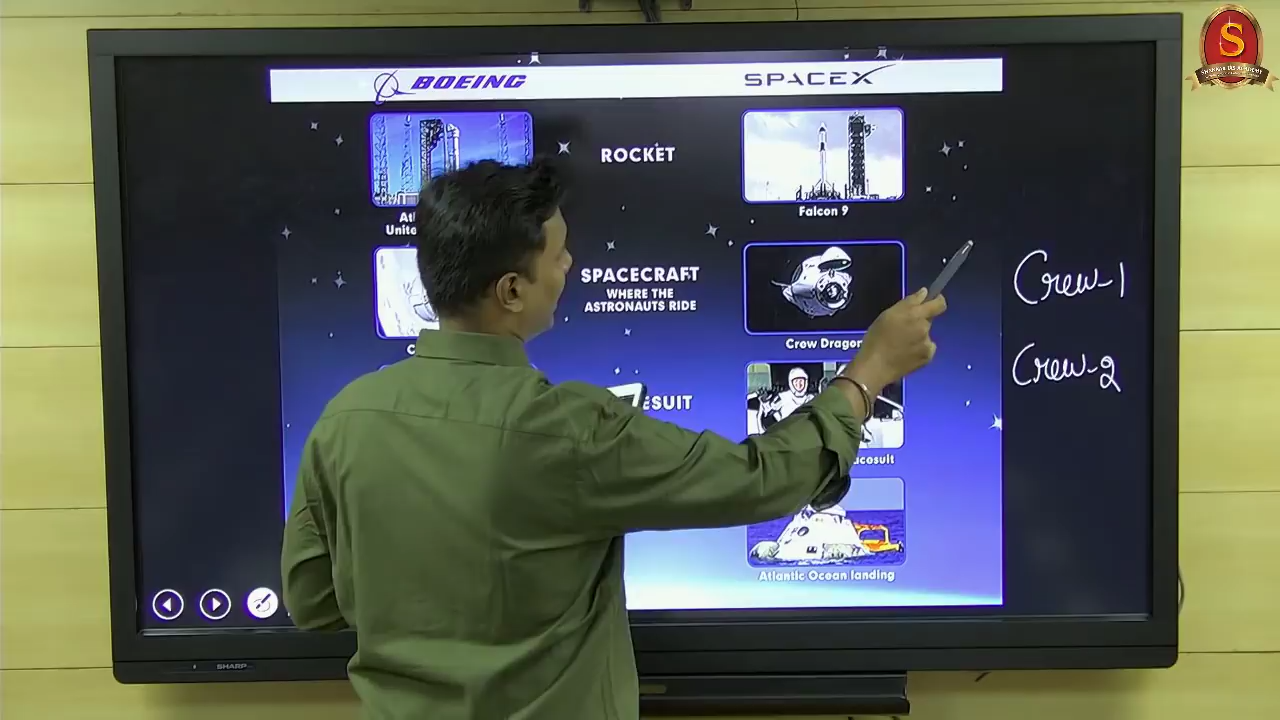 BOEING
SPACEX
ROCKET
Falcon 9
SPACECRAFT
WHERE THE
ASTRONAUTS RIDE
Crew Dragon
Atlantic Ocean landing
Crew-1
Crew-2
SHARP
S